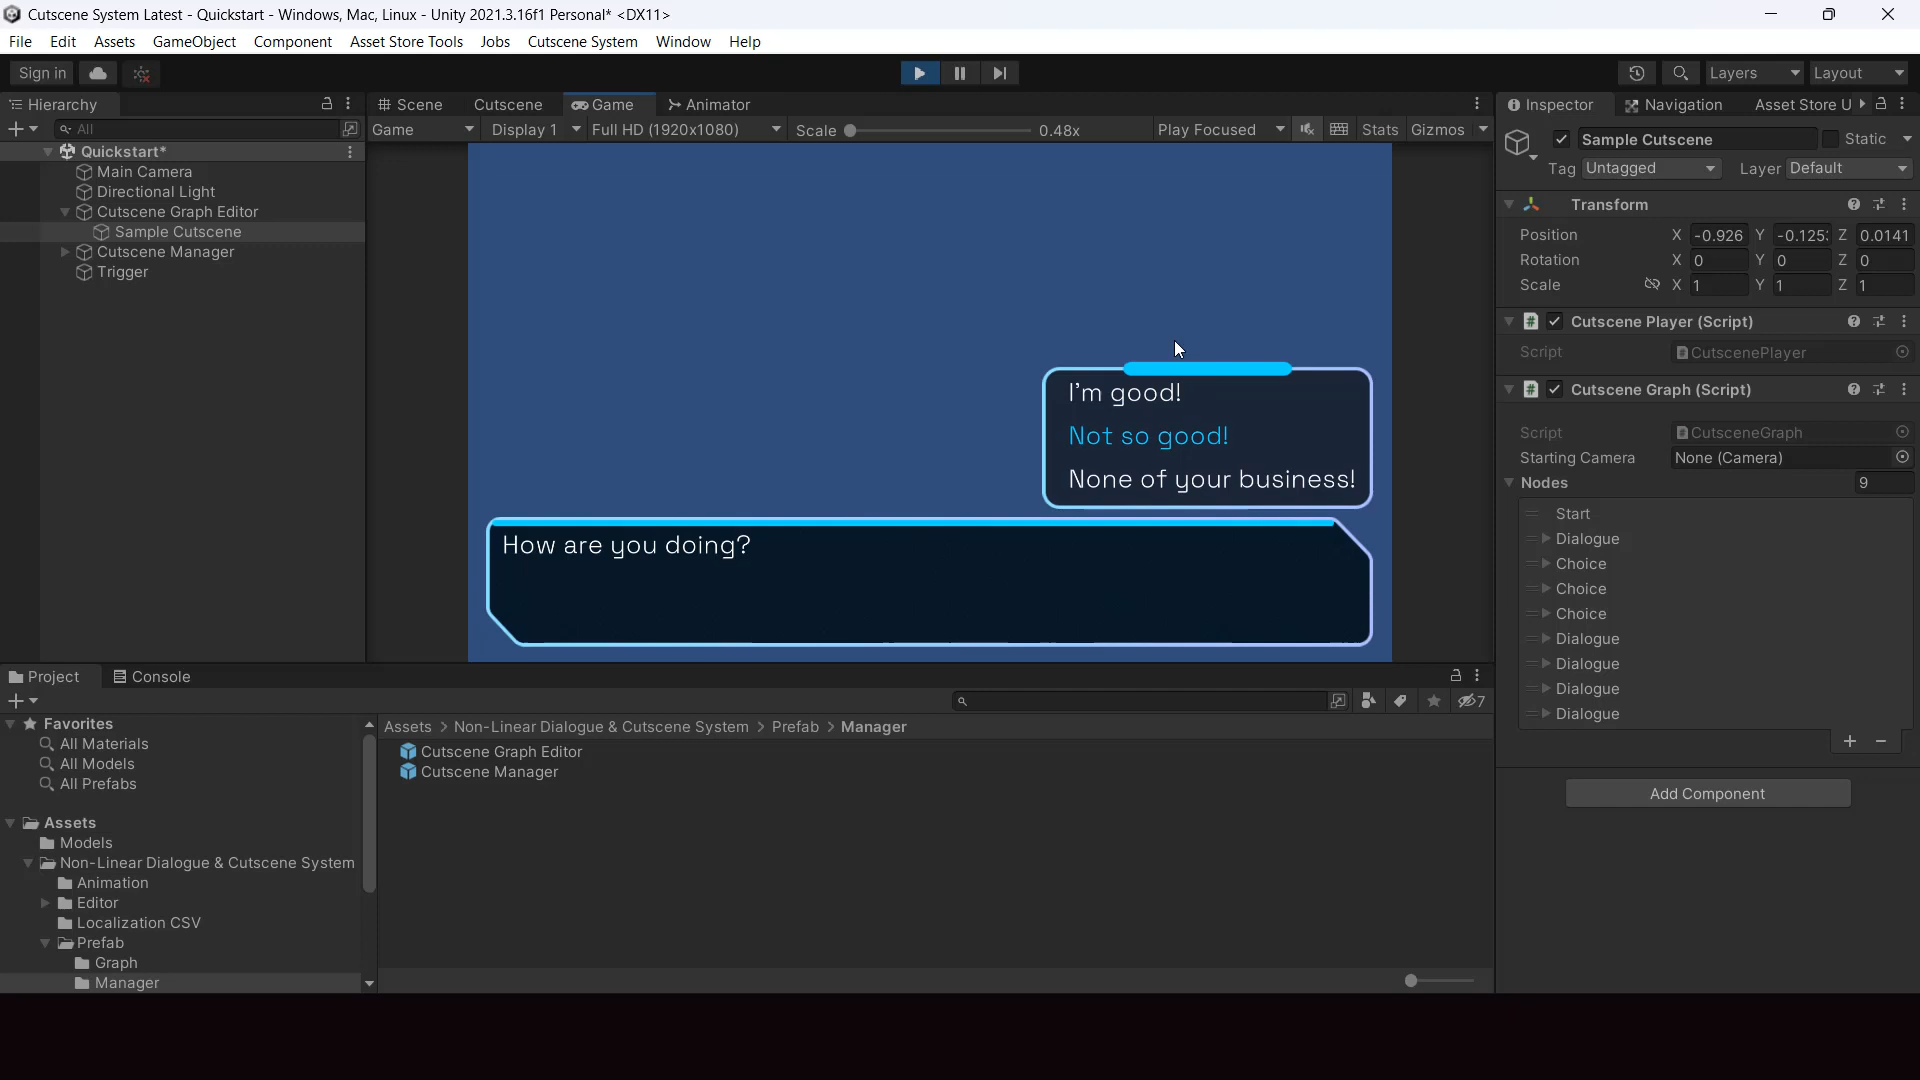 Cutscene System Latest - Quickstart - Windows, Mac, Linux - Unity 2021.3.16f1 Personal* <DX11>
File Edit Assets GameObject Component Asset Store Tools Jobs Cutscene System Window Help
Sign in
Layers
Layout
Hierarchy
All
Quickstart*
Main Camera
Directional Light
Cutscene Graph Editor
Sample Cutscene
Cutscene Manager
Trigger
Scene Cutscene Game Animator
Game Display 1 Full HD (1920x1080) Scale 0.48x Play Focused Stats Gizmos
I'm good!
Not so good!
None of your business!
How are you doing?
Inspector Navigation Asset Store U
Sample Cutscene Static
Tag Untagged Layer Default
Transform
Position X -0.926 Y -0.125 Z 0.0141
Rotation X 0 Y 0 Z 0
Scale X 1 Y 1 Z 1
Cutscene Player (Script)
Script CutscenePlayer
Cutscene Graph (Script)
Script CutsceneGraph
Starting Camera None (Camera)
Nodes 9
Start
Dialogue
Choice
Choice
Choice
Dialogue
Dialogue
Dialogue
Dialogue
Add Component
Project Console
7
Favorites
All Materials
All Models
All Prefabs
Assets
Models
Non-Linear Dialogue & Cutscene System
Animation
Editor
Localization CSV
Prefab
Graph
Manager
Assets > Non-Linear Dialogue & Cutscene System > Prefab > Manager
Cutscene Graph Editor
Cutscene Manager